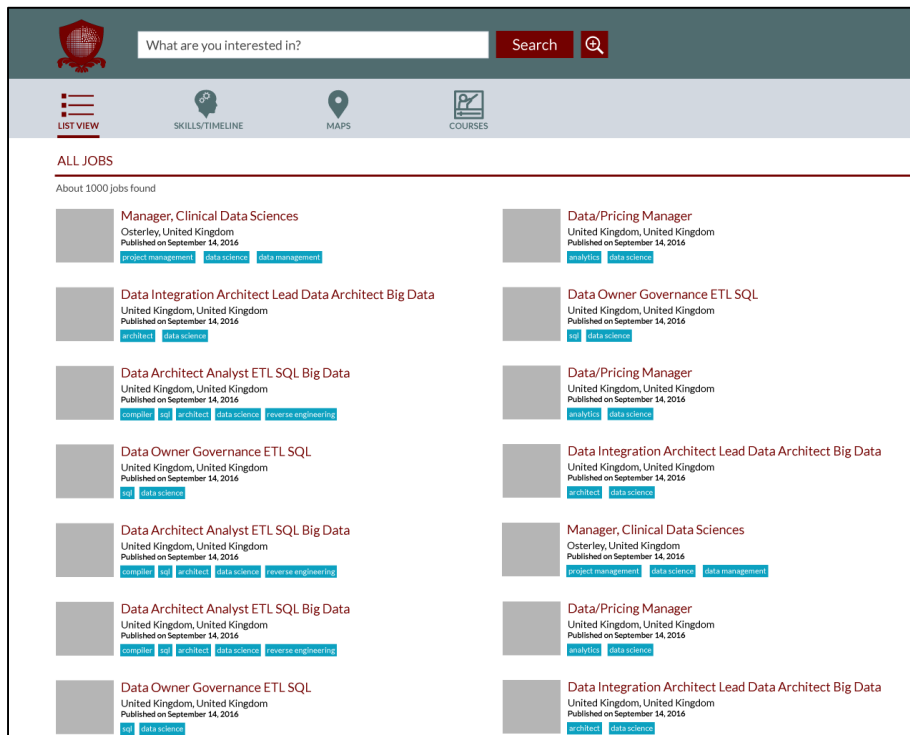 What are you interested in?
Search
LIST VIEW
SKILLS/TIMELINE
MAPS
COURSES
ALL JOBS
About 1000 jobs found
Manager, Clinical Data Sciences
Osterley, United Kingdom
Published on September 14, 2016
project management data science data management
Data/Pricing Manager
United Kingdom, United Kingdom
Published on September 14, 2016
analytics data science
Data Integration Architect Lead Data Architect Big Data
United Kingdom, United Kingdom
Published on September 14, 2016
architect data science
Data Owner Governance ETL SQL
United Kingdom, United Kingdom
Published on September 14, 2016
sql data science
Data Architect Analyst ETL SQL Big Data
United Kingdom, United Kingdom
Published on September 14, 2016
compiler sql architect data science reverse engineering
Data/Pricing Manager
United Kingdom, United Kingdom
Published on September 14, 2016
analytics data science
Data Owner Governance ETL SQL
United Kingdom, United Kingdom
Published on September 14, 2016
sql data science
Data Integration Architect Lead Data Architect Big Data
United Kingdom, United Kingdom
Published on September 14, 2016
architect data science
Data Architect Analyst ETL SQL Big Data
United Kingdom, United Kingdom
Published on September 14, 2016
compiler sql architect data science reverse engineering
Manager, Clinical Data Sciences
Osterley, United Kingdom
Published on September 14, 2016
project management data science data management
Data Architect Analyst ETL SQL Big Data
United Kingdom, United Kingdom
Published on September 14, 2016
compiler sql architect data science reverse engineering
Data/Pricing Manager
United Kingdom, United Kingdom
Published on September 14, 2016
analytics data science
Data Owner Governance ETL SQL
United Kingdom, United Kingdom
Published on September 14, 2016
sql data science
Data Integration Architect Lead Data Architect Big Data
United Kingdom, United Kingdom
Published on September 14, 2016
architect data science